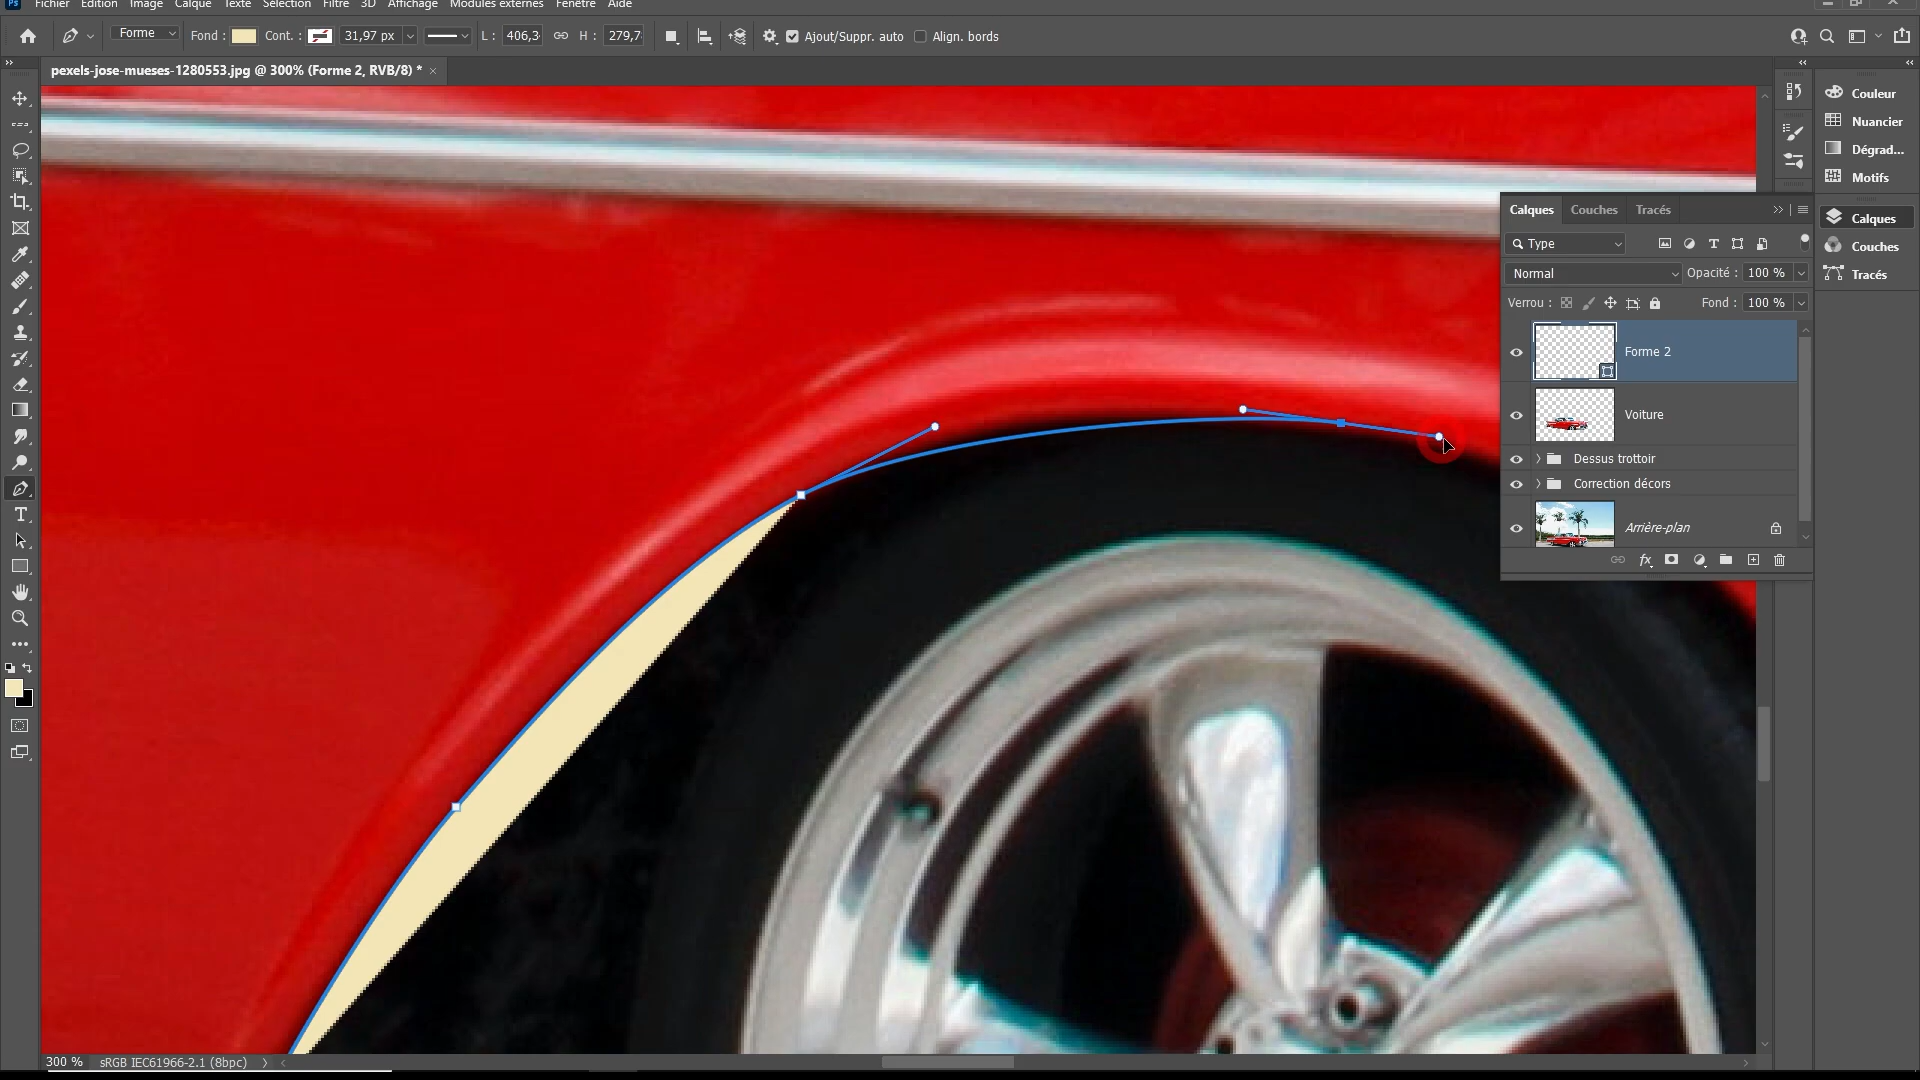 Ps Fichier Edition Image Calque Texte Sélection Filtre 3D Affichage Modules externes Fenêtre Aide
Forme Fond : Cont. : 31,97 px L : 406,3 H : 279,7 Ajout/Suppr. auto Align. bords
pexels-jose-mueses-1280553.jpg @ 300% (Forme 2, RVB/8) * ×
Couleur
Nuancier
Dégrad...
Motifs
Calques
Couches
Tracés
Calques Couches Tracés
Type
Normal Opacité : 100 %
Verrou : Fond : 100 %
Forme 2
Voiture
Dessus trottoir
Correction décors
Arrière-plan
fx
300 % sRGB IEC61966-2.1 (8bpc)